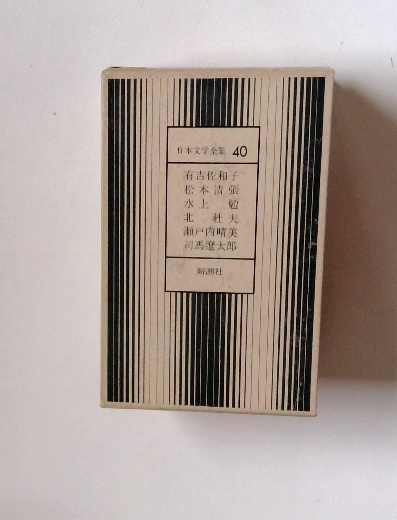 日本文学全集 40
有吉佐和子
松本清張
水上 勉
北 杜夫
瀬戸内晴美
司馬遼太郎
新潮社